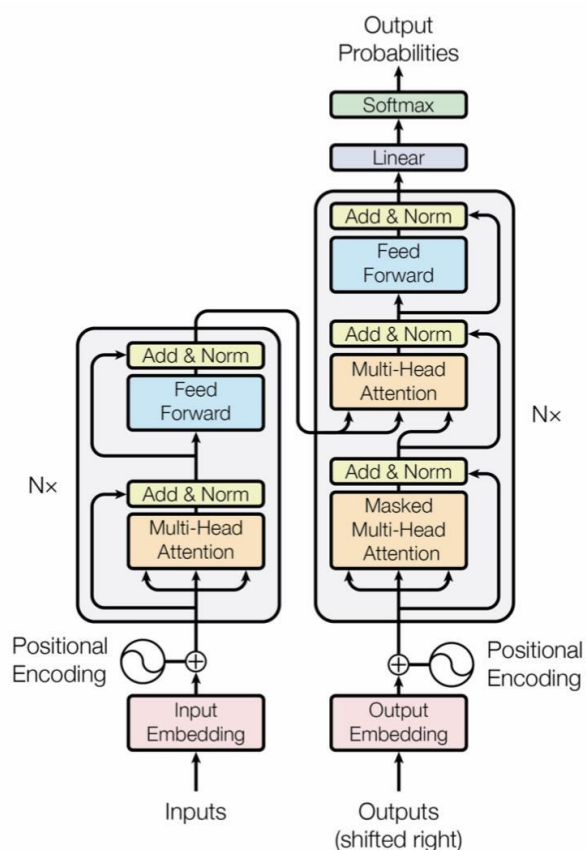 Output
Probabilities
Softmax
Linear
Add & Norm
Feed
Forward
Add & Norm
Multi-Head
Attention
Nx
Add & Norm
Masked
Multi-Head
Attention
Add & Norm
Feed
Forward
Nx
Add & Norm
Multi-Head
Attention
Positional
Encoding
Positional
Encoding
Input
Embedding
Output
Embedding
Inputs
Outputs
(shifted right)